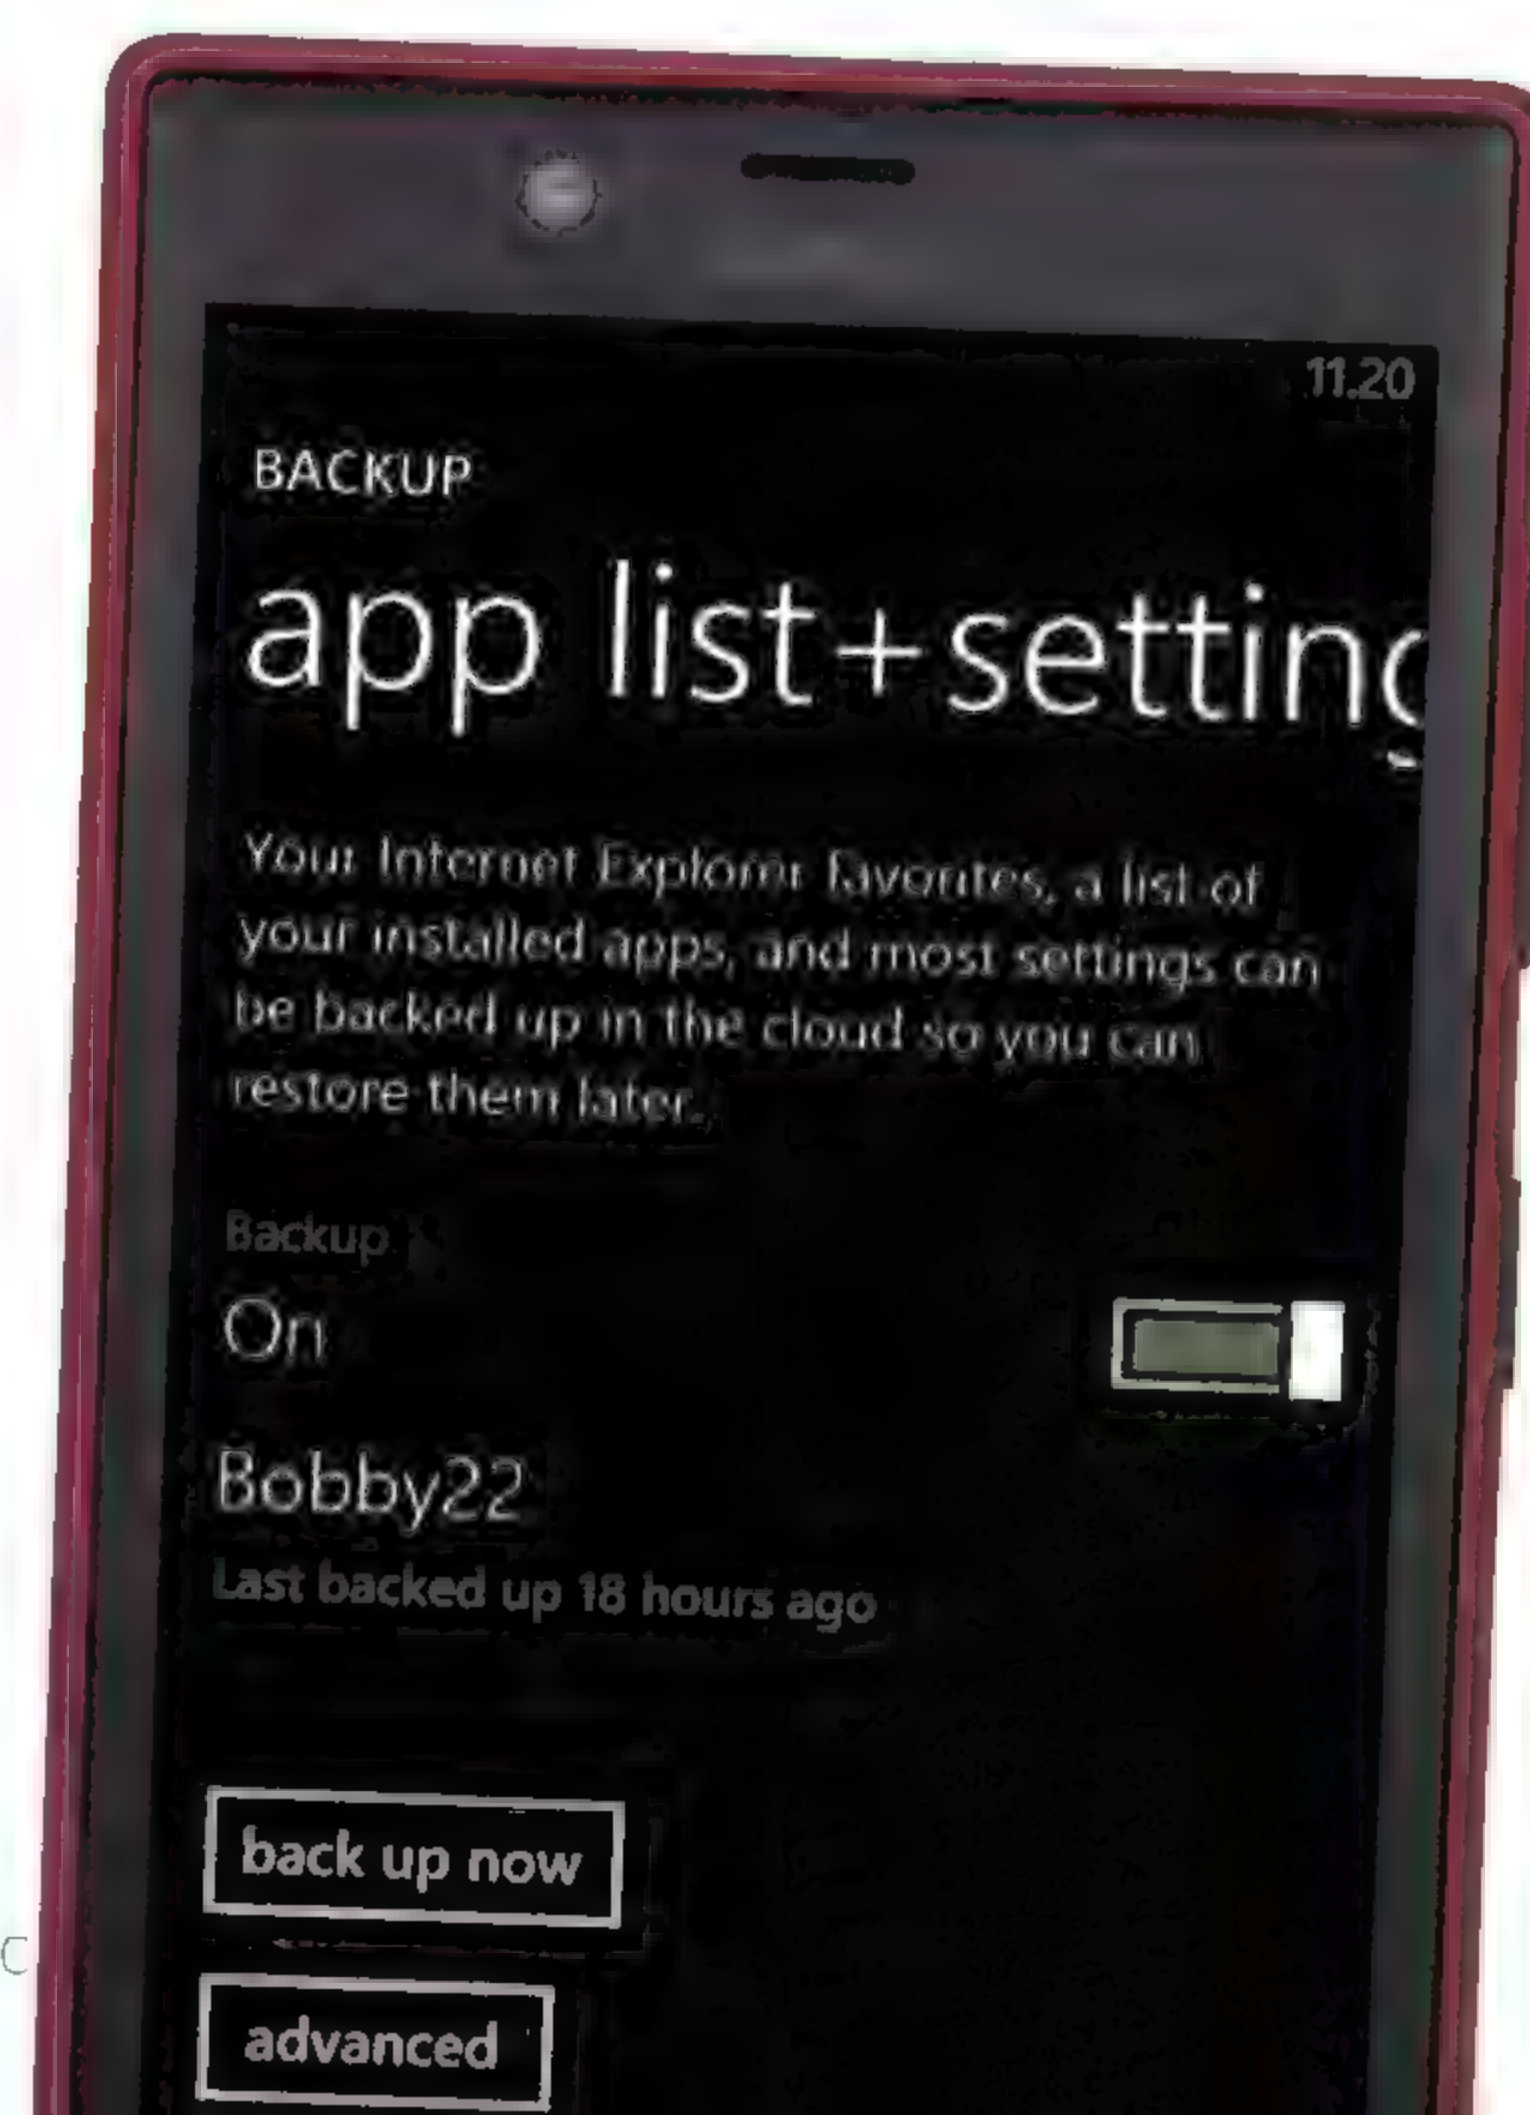 11.20
BACKUP
app list+setting
Your Internet Explorer favorites, a list of
your installed apps, and most settings can
be backed up in the cloud so you can
restore them later.
Backup
On
Bobby22
Last backed up 18 hours ago
back up now
advanced
C